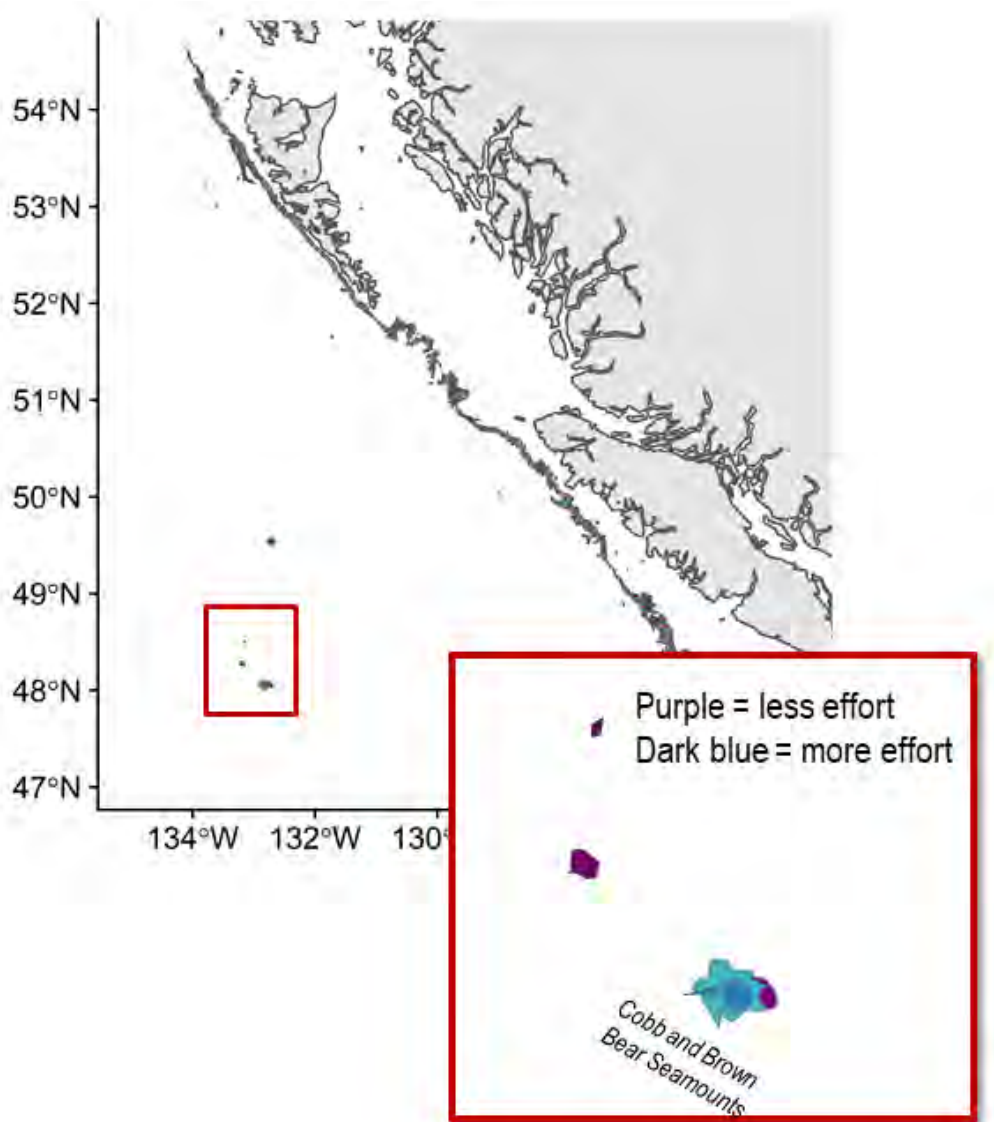 54°N
53°N
52°N
51°N
50°N
49°N
48°N
47°N
134°W 132°W 130°
Purple = less effort
Dark blue = more effort
Cobb and Brown
Bear Seamounts